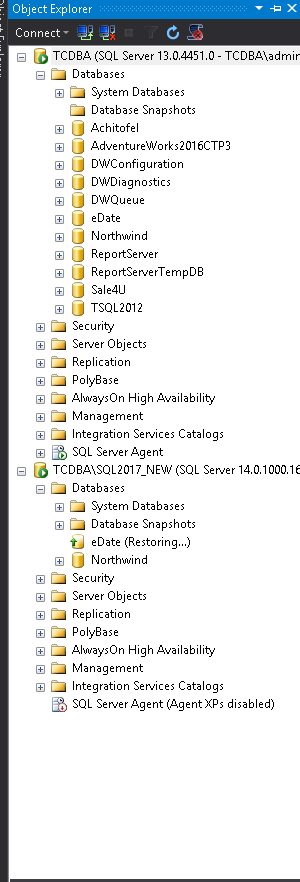 Object Explorer
Connect
TCDBA (SQL Server 13.0.4451.0 - TCDBA\admin
Databases
System Databases
Database Snapshots
Achitofel
AdventureWorks2016CTP3
DWConfiguration
DWDiagnostics
DWQueue
eDate
Northwind
ReportServer
ReportServerTempDB
Sale4U
TSQL2012
Security
Server Objects
Replication
PolyBase
AlwaysOn High Availability
Management
Integration Services Catalogs
SQL Server Agent
TCDBA\SQL2017_NEW (SQL Server 14.0.1000.16
Databases
System Databases
Database Snapshots
eDate (Restoring...)
Northwind
Security
Server Objects
Replication
PolyBase
AlwaysOn High Availability
Management
Integration Services Catalogs
SQL Server Agent (Agent XPs disabled)